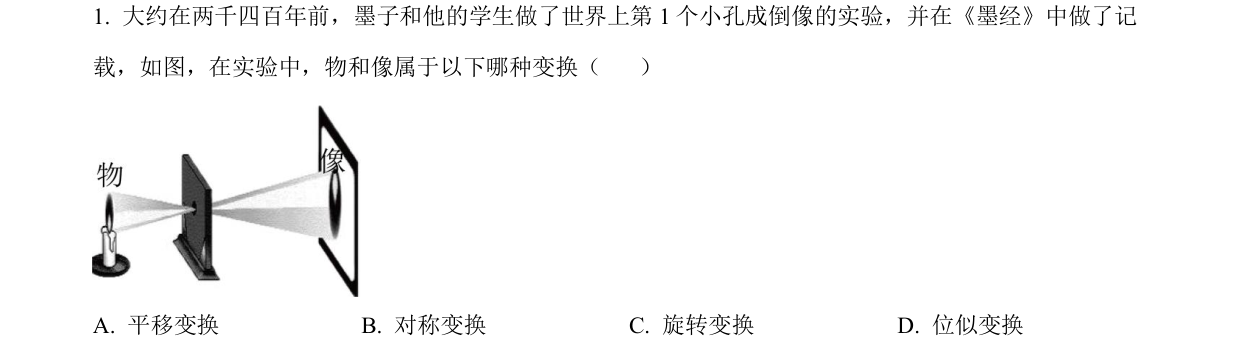 1. 大约在两千四百年前，墨子和他的学生做了世界上第 1 个小孔成倒像的实验，并在《墨经》中做了记
载，如图，在实验中，物和像属于以下哪种变换（　　）
物
像
A. 平移变换　B. 对称变换　C. 旋转变换　D. 位似变换